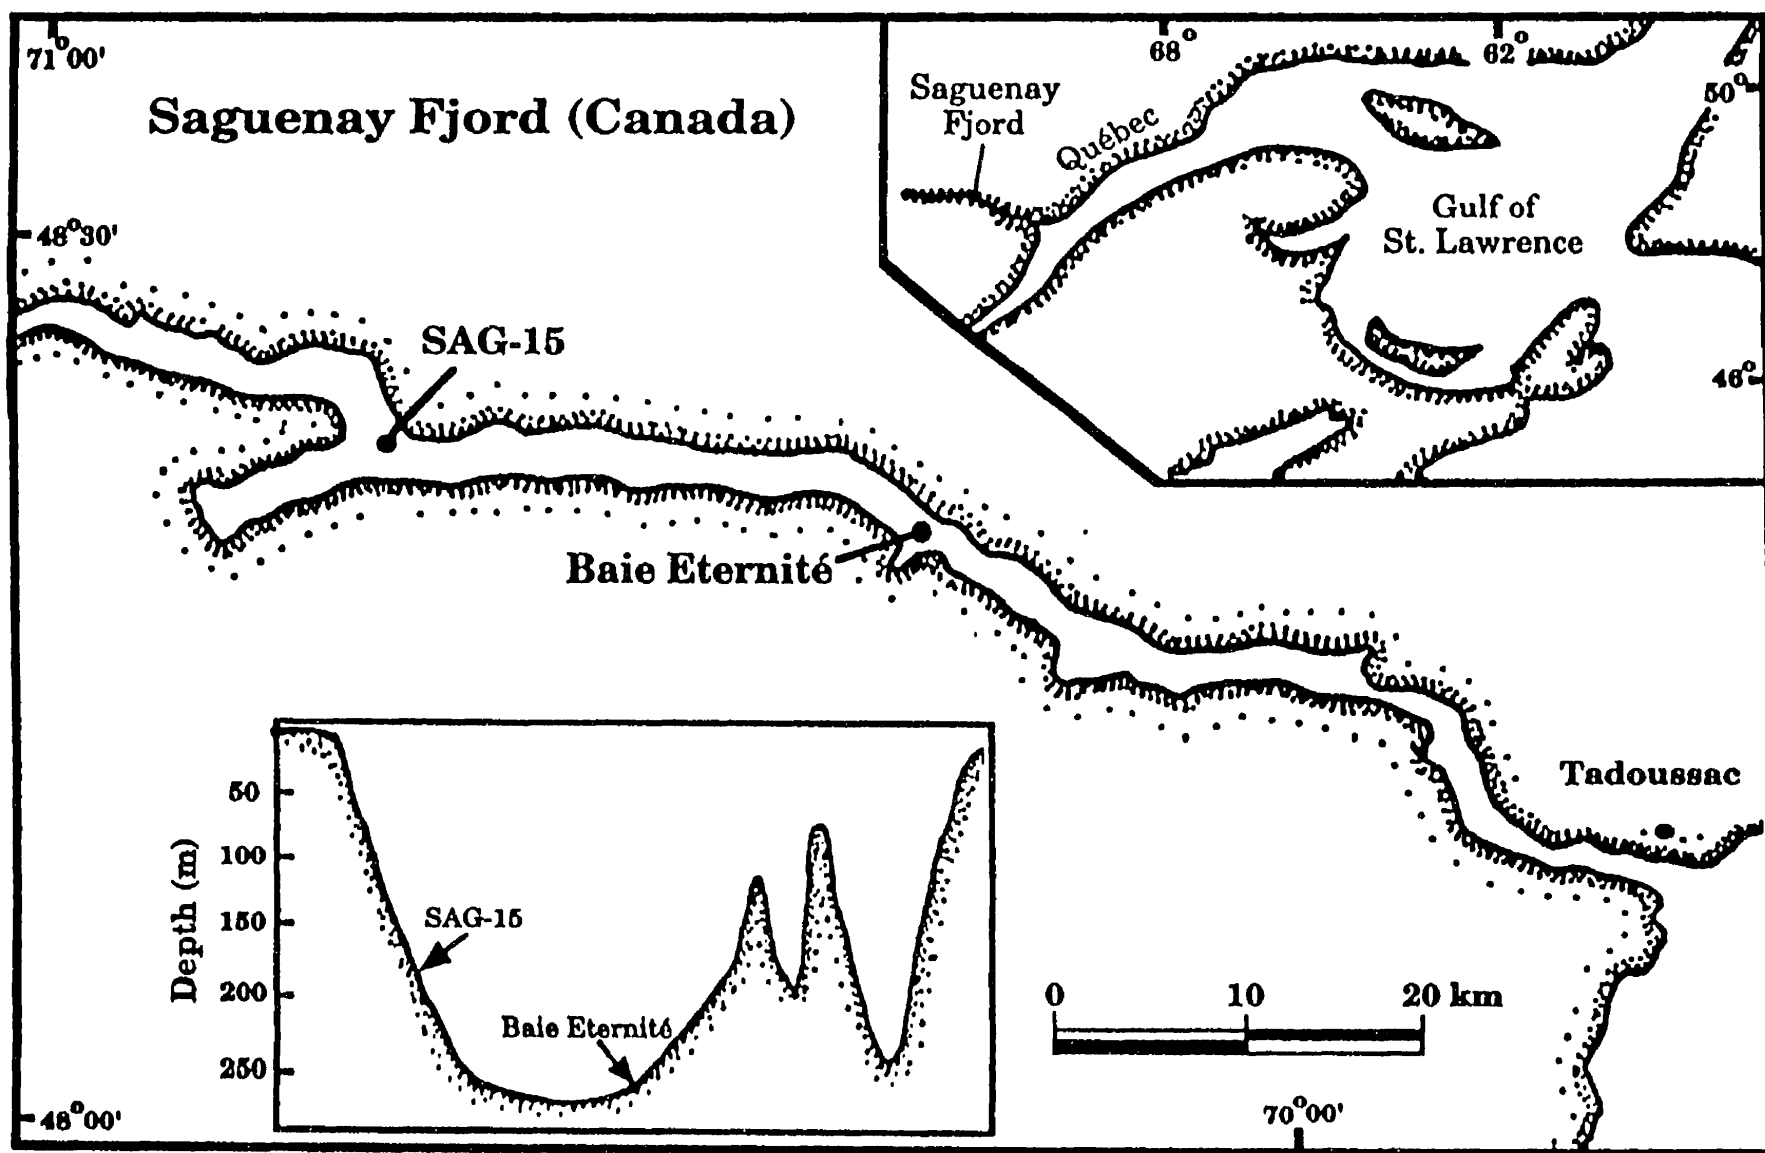 71°00'
68°
62°
Saguenay Fjord (Canada)
Saguenay
Fjord
Québec
50°
Gulf of
St. Lawrence
48°30'
SAG-15
46°
Baie Eternité
Tadoussac
50
100
150
200
250
Depth (m)
SAG-15
Baie Eternité
0 10 20 km
48°00'
70°00'